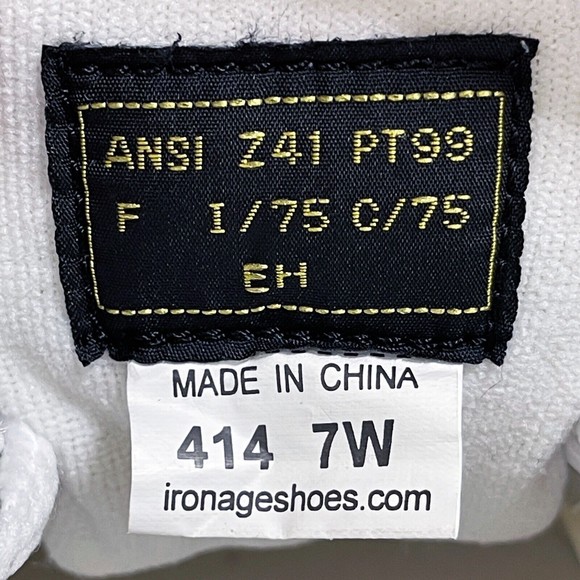 ANSI Z41 PT99
F I/75 C/75
EH
MADE IN CHINA
414 7W
ironageshoes.com